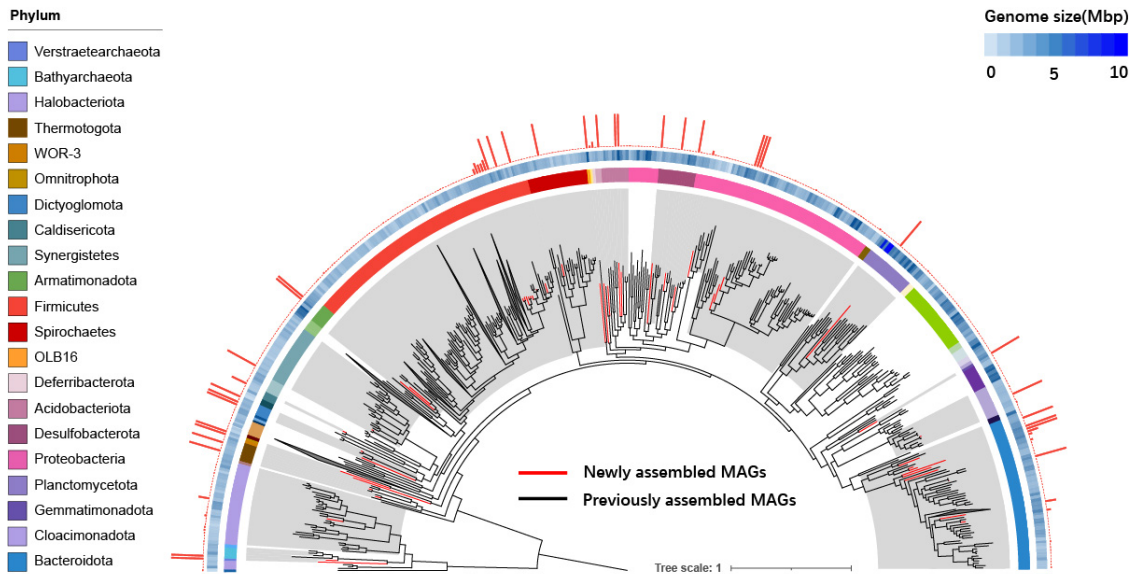 Phylum
Verstraetearchaeota
Bathyarchaeota
Halobacteriota
Thermotogota
WOR-3
Omnitrophota
Dictyoglomota
Caldisericota
Synergistetes
Armatimonadota
Firmicutes
Spirochaetes
OLB16
Deferribacterota
Acidobacteriota
Desulfobacterota
Proteobacteria
Planctomycetota
Gemmatimonadota
Cloacimonadota
Bacteroidota
Genome size(Mbp)
0 5 10
Newly assembled MAGs
Previously assembled MAGs
Tree scale: 1